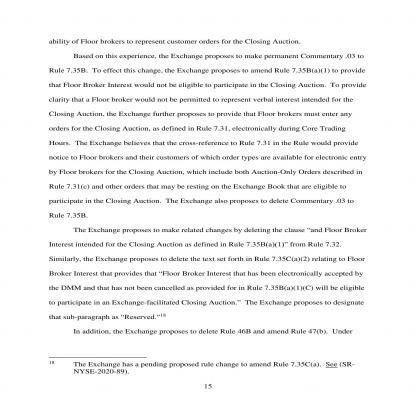 ability of Floor brokers to represent customer orders for the Closing Auction.
Based on this experience, the Exchange proposes to make permanent Commentary .03 to
Rule 7.35B.  To effect this change, the Exchange proposes to amend Rule 7.35B(a)(1) to provide
that Floor Broker Interest would not be eligible to participate in the Closing Auction.  To provide
clarity that a Floor broker would not be permitted to represent verbal interest intended for the
Closing Auction, the Exchange further proposes to provide that Floor brokers must enter any
orders for the Closing Auction, as defined in Rule 7.31, electronically during Core Trading
Hours.  The Exchange believes that the cross-reference to Rule 7.31 in the Rule would provide
notice to Floor brokers and their customers of which order types are available for electronic entry
by Floor brokers for the Closing Auction, which include both Auction-Only Orders described in
Rule 7.31(c) and other orders that may be resting on the Exchange Book that are eligible to
participate in the Closing Auction.  The Exchange also proposes to delete Commentary .03 to
Rule 7.35B.
The Exchange proposes to make related changes by deleting the clause “and Floor Broker
Interest intended for the Closing Auction as defined in Rule 7.35B(a)(1)” from Rule 7.32.
Similarly, the Exchange proposes to delete the text set forth in Rule 7.35C(a)(2) relating to Floor
Broker Interest that provides that “Floor Broker Interest that has been electronically accepted by
the DMM and that has not been cancelled as provided for in Rule 7.35B(a)(1)(C) will be eligible
to participate in an Exchange-facilitated Closing Auction.”  The Exchange proposes to designate
that sub-paragraph as “Reserved.”18
In addition, the Exchange proposes to delete Rule 46B and amend Rule 47(b).  Under
18 The Exchange has a pending proposed rule change to amend Rule 7.35C(a).  See (SR-
NYSE-2020-89).
15